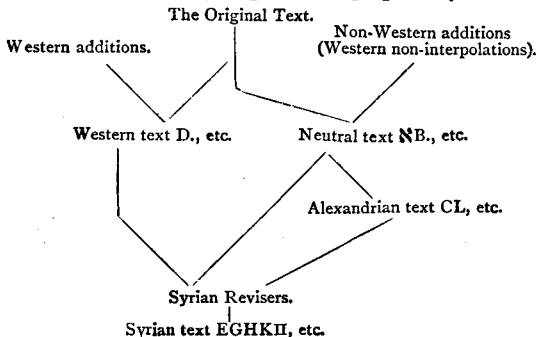 The Original Text.
Western additions.
Non-Western additions
(Western non-interpolations).
Western text D., etc.
Neutral text אB., etc.
Alexandrian text CL, etc.
Syrian Revisers.
Syrian text EGHKΠ, etc.